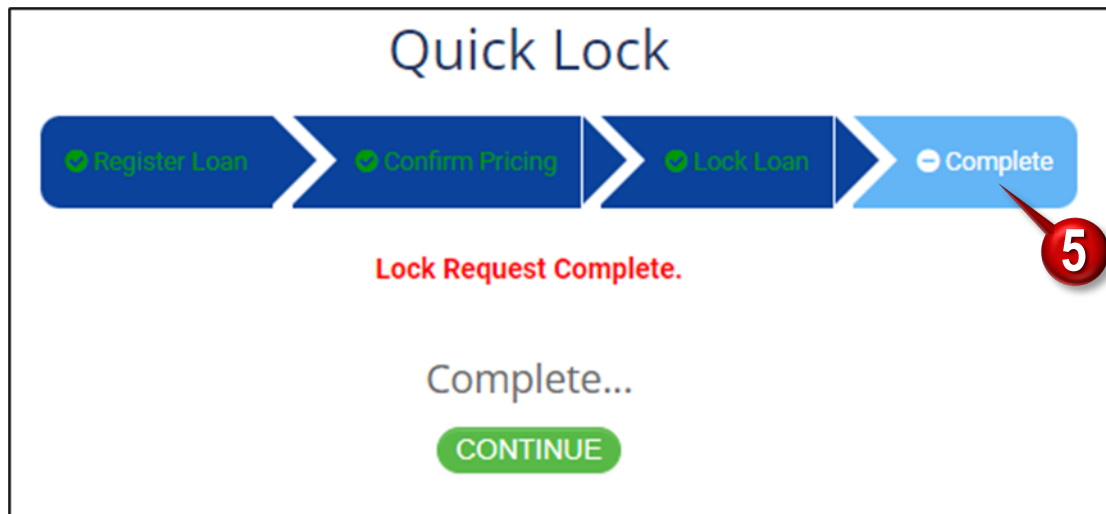 Quick Lock
Register Loan Confirm Pricing Lock Loan Complete
5
Lock Request Complete.
Complete...
CONTINUE